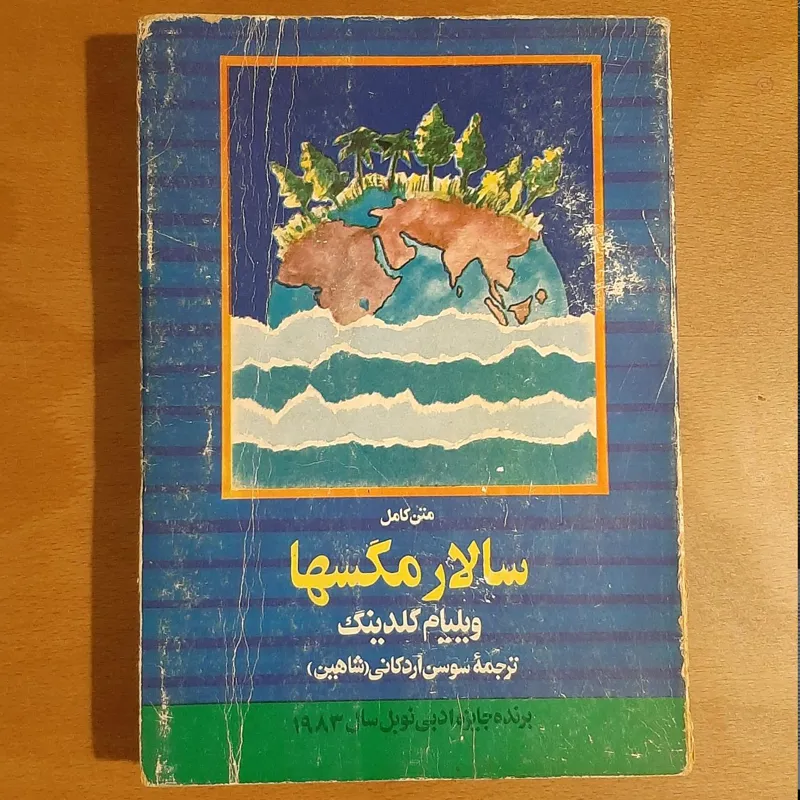 متن کامل
سالار مگسها
ویلیام گلدینگ
ترجمهٔ سوسن اردکانی (شاهین)
برنده جایزه ادبی نوبل سال ۱۹۸۳